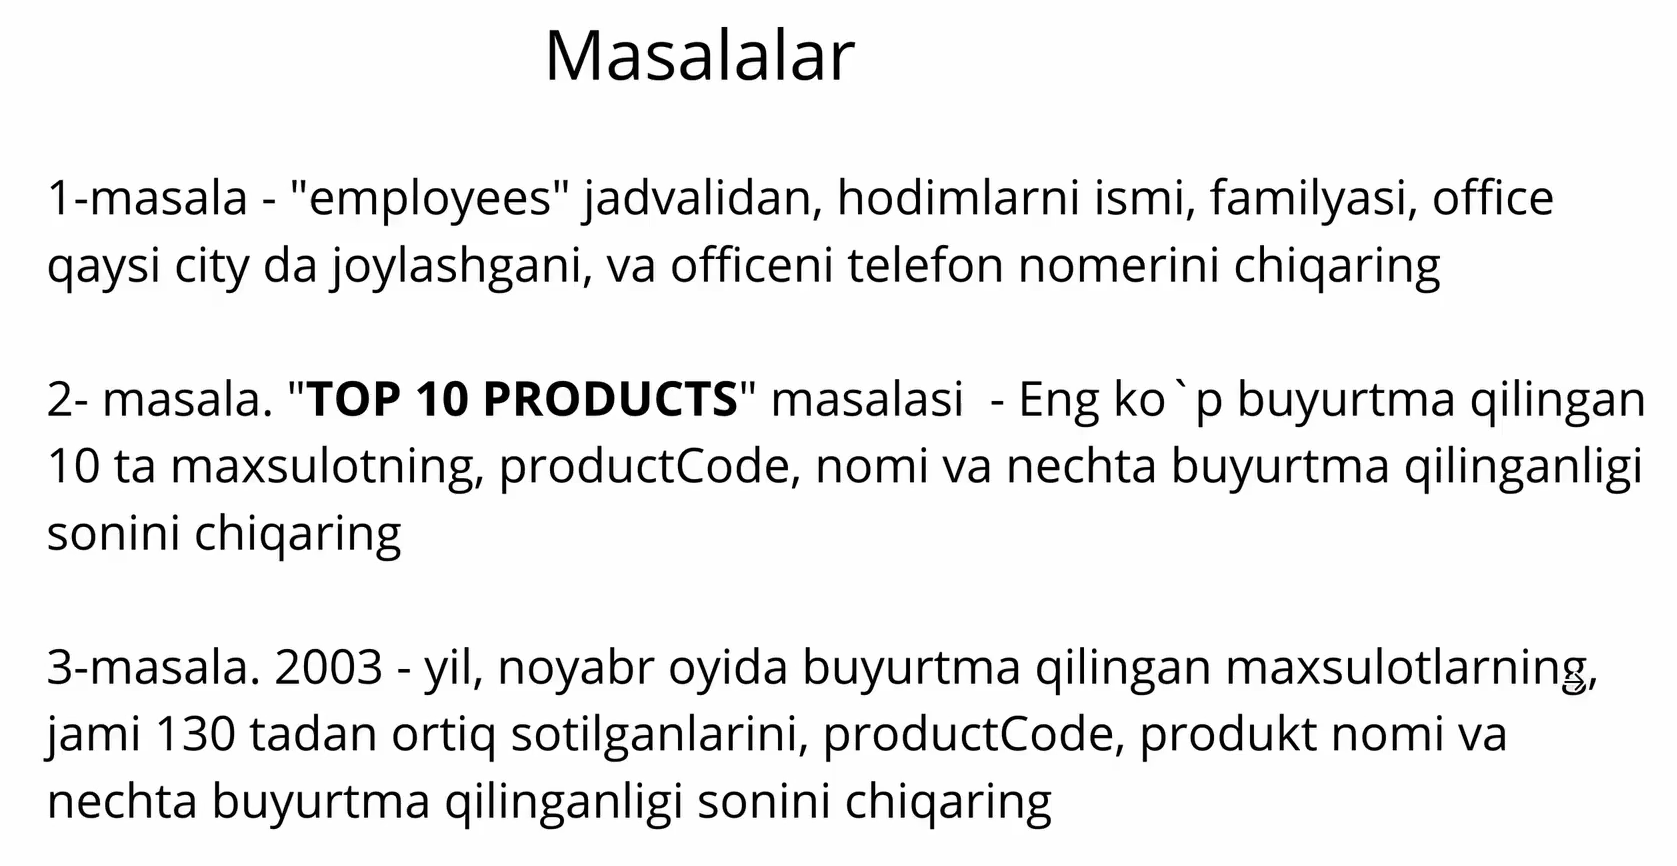 Masalalar
1-masala - "employees" jadvalidan, hodimlarni ismi, familyasi, office
qaysi city da joylashgani, va officeni telefon nomerini chiqaring
2- masala. "TOP 10 PRODUCTS" masalasi - Eng ko`p buyurtma qilingan
10 ta maxsulotning, productCode, nomi va nechta buyurtma qilinganligi
sonini chiqaring
3-masala. 2003 - yil, noyabr oyida buyurtma qilingan maxsulotlarning,
jami 130 tadan ortiq sotilganlarini, productCode, produkt nomi va
nechta buyurtma qilinganligi sonini chiqaring